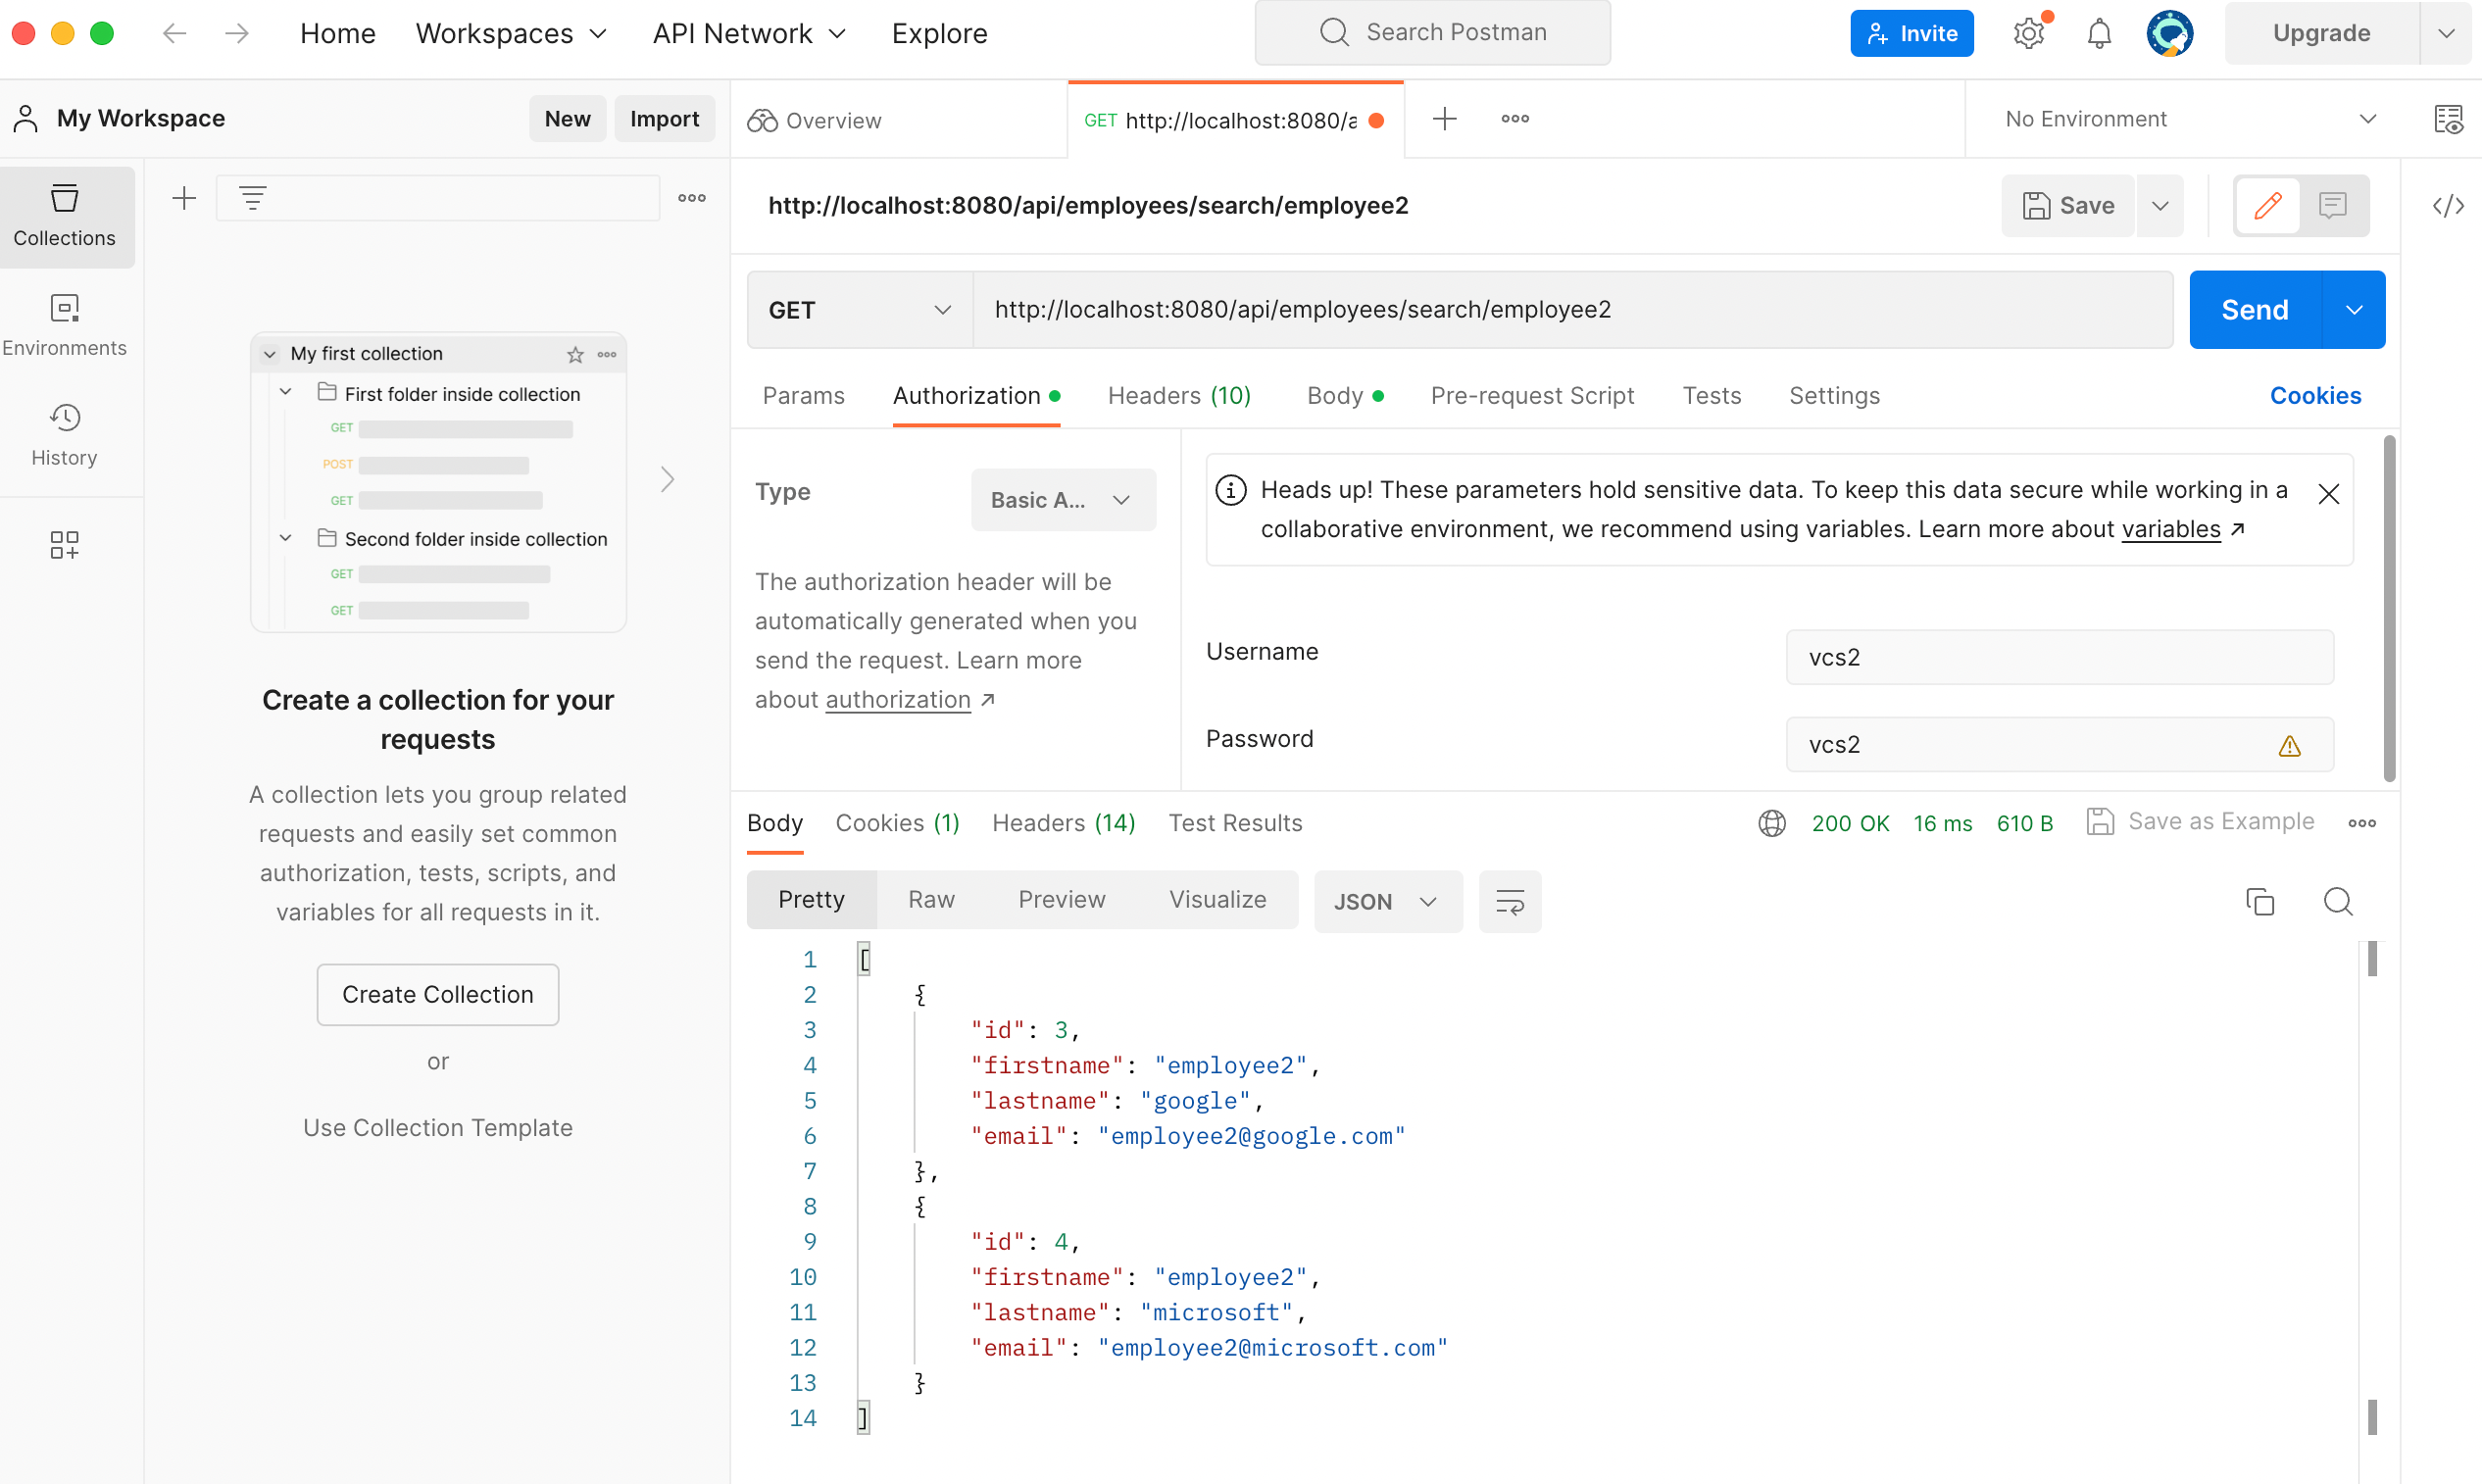 Home
Workspaces
API Network
Explore
Search Postman
Invite
Upgrade
My Workspace
New
Import
Overview
GET http://localhost:8080/a
No Environment
Collections
Environments
History
My first collection
First folder inside collection
GET
POST
GET
Second folder inside collection
GET
GET
Create a collection for your
requests
A collection lets you group related
requests and easily set common
authorization, tests, scripts, and
variables for all requests in it.
Create Collection
or
Use Collection Template
http://localhost:8080/api/employees/search/employee2
Save
GET
http://localhost:8080/api/employees/search/employee2
Send
Params
Authorization
Headers (10)
Body
Pre-request Script
Tests
Settings
Cookies
Type
Basic A...
The authorization header will be
automatically generated when you
send the request. Learn more
about authorization ↗
Heads up! These parameters hold sensitive data. To keep this data secure while working in a
collaborative environment, we recommend using variables. Learn more about variables ↗
Username
vcs2
Password
vcs2
Body
Cookies (1)
Headers (14)
Test Results
200 OK
16 ms
610 B
Save as Example
Pretty
Raw
Preview
Visualize
JSON
1 [
2 {
3 "id": 3,
4 "firstname": "employee2",
5 "lastname": "google",
6 "email": "employee2@google.com"
7 },
8 {
9 "id": 4,
10 "firstname": "employee2",
11 "lastname": "microsoft",
12 "email": "employee2@microsoft.com"
13 }
14 ]